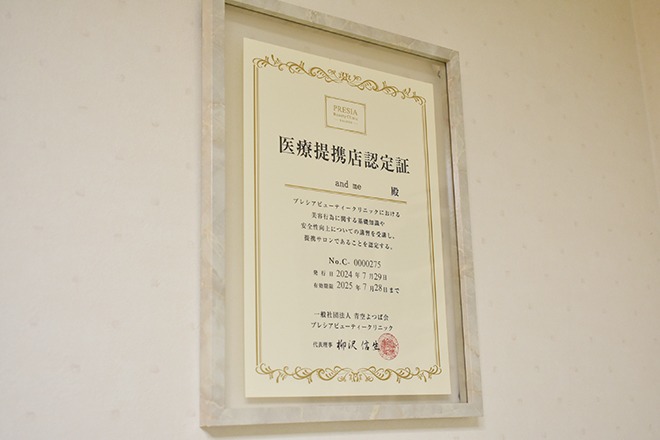 PRESIA
Beauty Clinic
医療提携店認定証
and me 殿
プレシアビューティークリニックにおける
美容行為に関する基礎知識や
安全性向上についての講習を受講し、
提携サロンであることを認定する。
No.C- 0000275
発行日 2024年 7月29日
有効期限 2025年 7月28日まで
一般社団法人 青空よつば会
プレシアビューティークリニック
代表理事 柳沢 信生